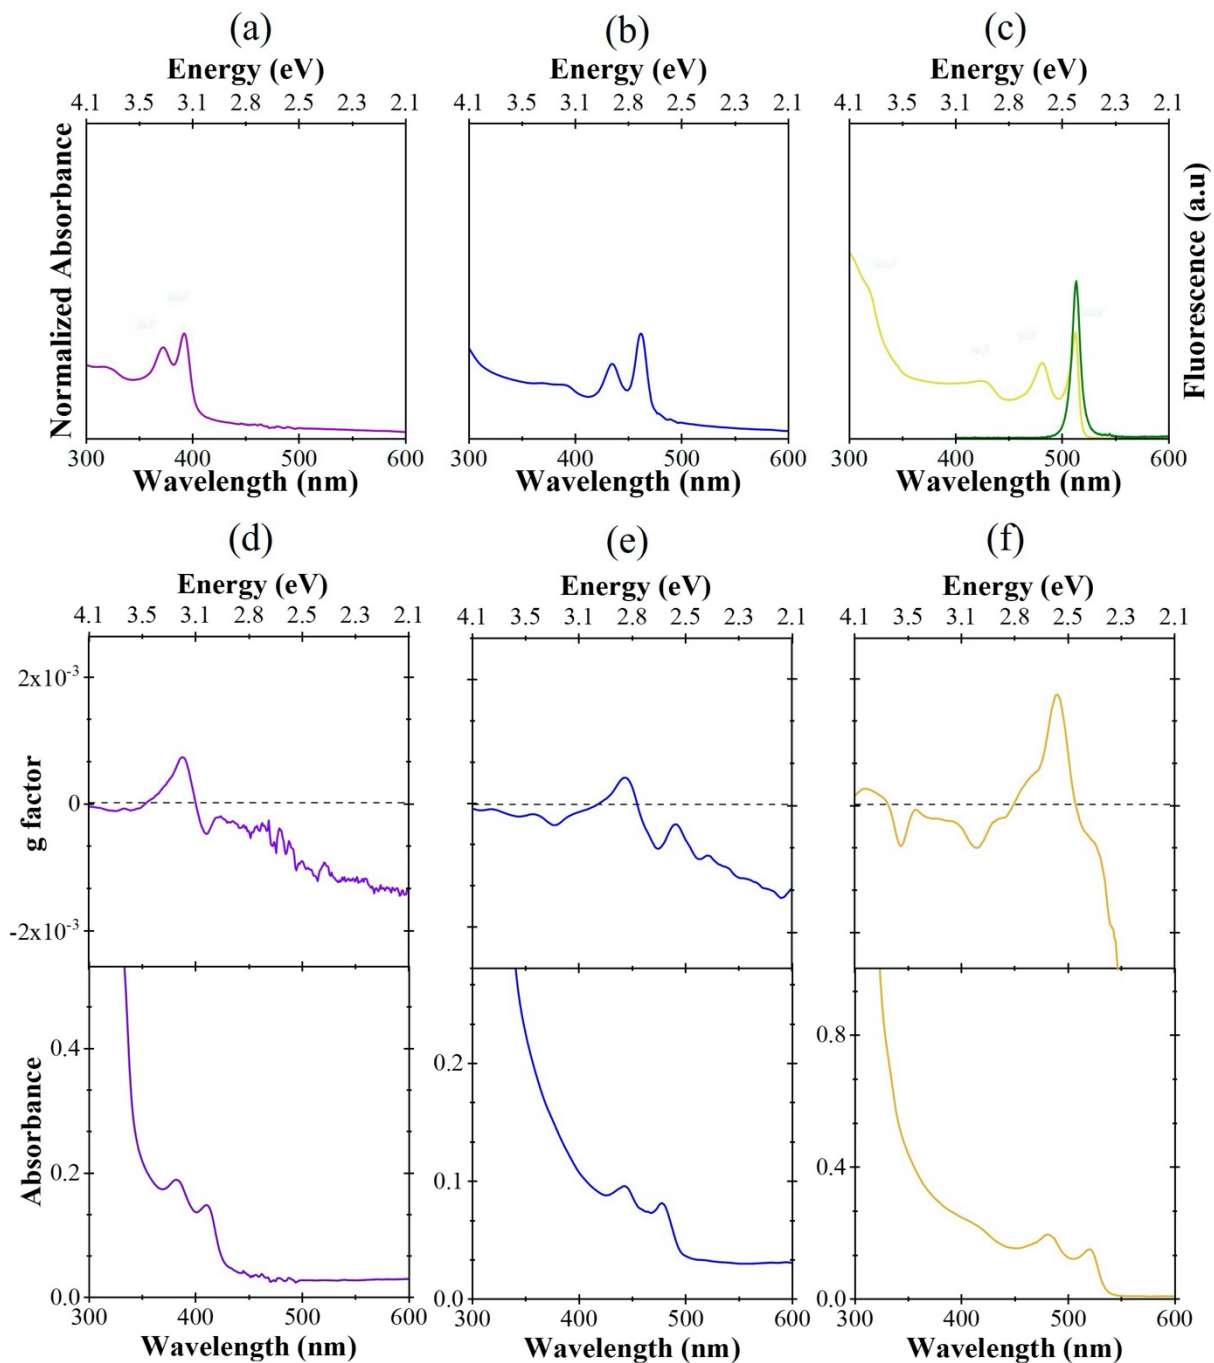 (a) (b) (c)
Energy (eV) Energy (eV) Energy (eV)
4.1 3.5 3.1 2.8 2.5 2.3 2.1 4.1 3.5 3.1 2.8 2.5 2.3 2.1 4.1 3.5 3.1 2.8 2.5 2.3 2.1
Normalized Absorbance
Fluorescence (a.u)
300 400 500 600 300 400 500 600 300 400 500 600
Wavelength (nm) Wavelength (nm) Wavelength (nm)
(d) (e) (f)
Energy (eV) Energy (eV) Energy (eV)
4.1 3.5 3.1 2.8 2.5 2.3 2.1 4.1 3.5 3.1 2.8 2.5 2.3 2.1 4.1 3.5 3.1 2.8 2.5 2.3 2.1
2x10⁻³
g factor
0
-2x10⁻³
Absorbance
0.4 0.2 0.8
0.2 0.1 0.4
0.0 0.0 0.0
300 400 500 600 300 400 500 600 300 400 500 600
Wavelength (nm) Wavelength (nm) Wavelength (nm)